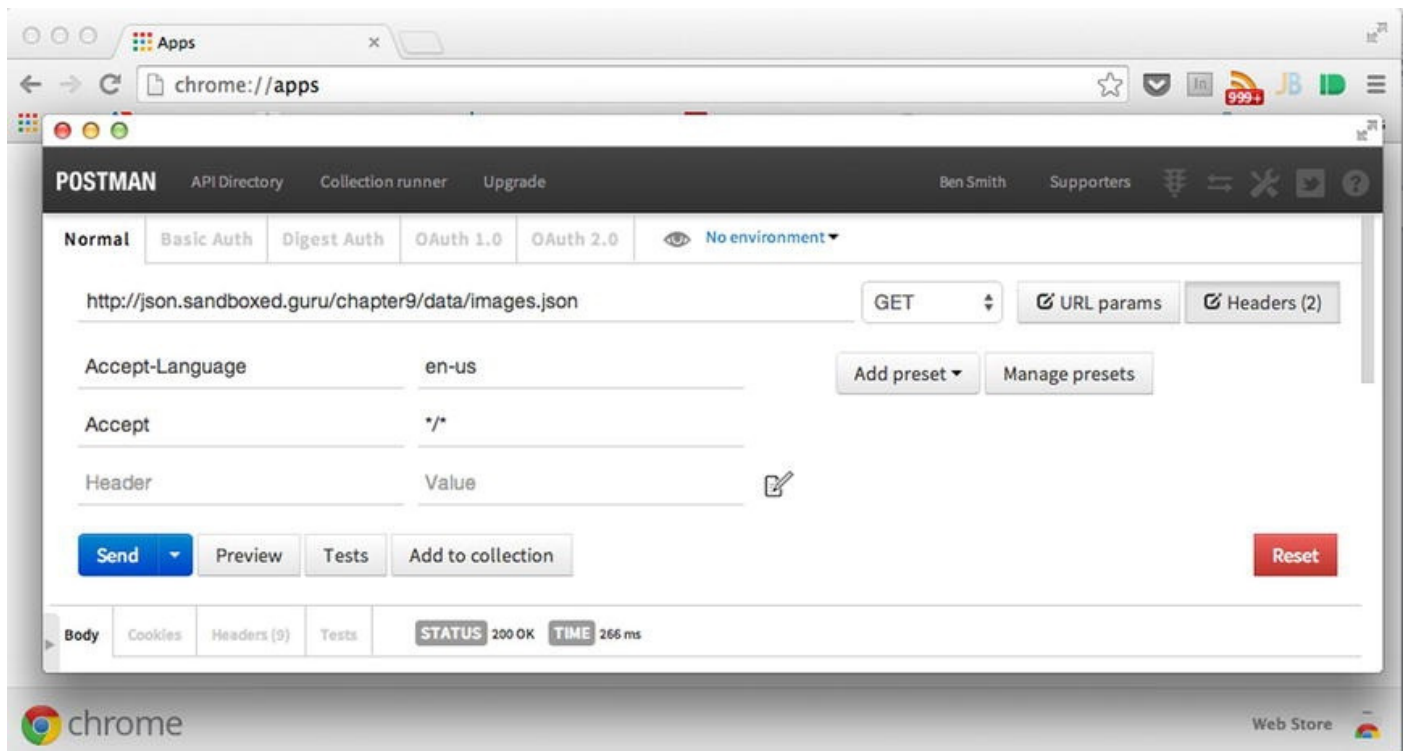 Apps
chrome://apps
In 999+ JB
POSTMAN API Directory Collection runner Upgrade Ben Smith Supporters
Normal Basic Auth Digest Auth OAuth 1.0 OAuth 2.0 No environment
http://json.sandboxed.guru/chapter9/data/images.json GET URL params Headers (2)
Accept-Language en-us Add preset Manage presets
Accept */*
Header Value
Send Preview Tests Add to collection Reset
Body Cookies Headers (9) Tests STATUS 200 OK TIME 266 ms
chrome Web Store